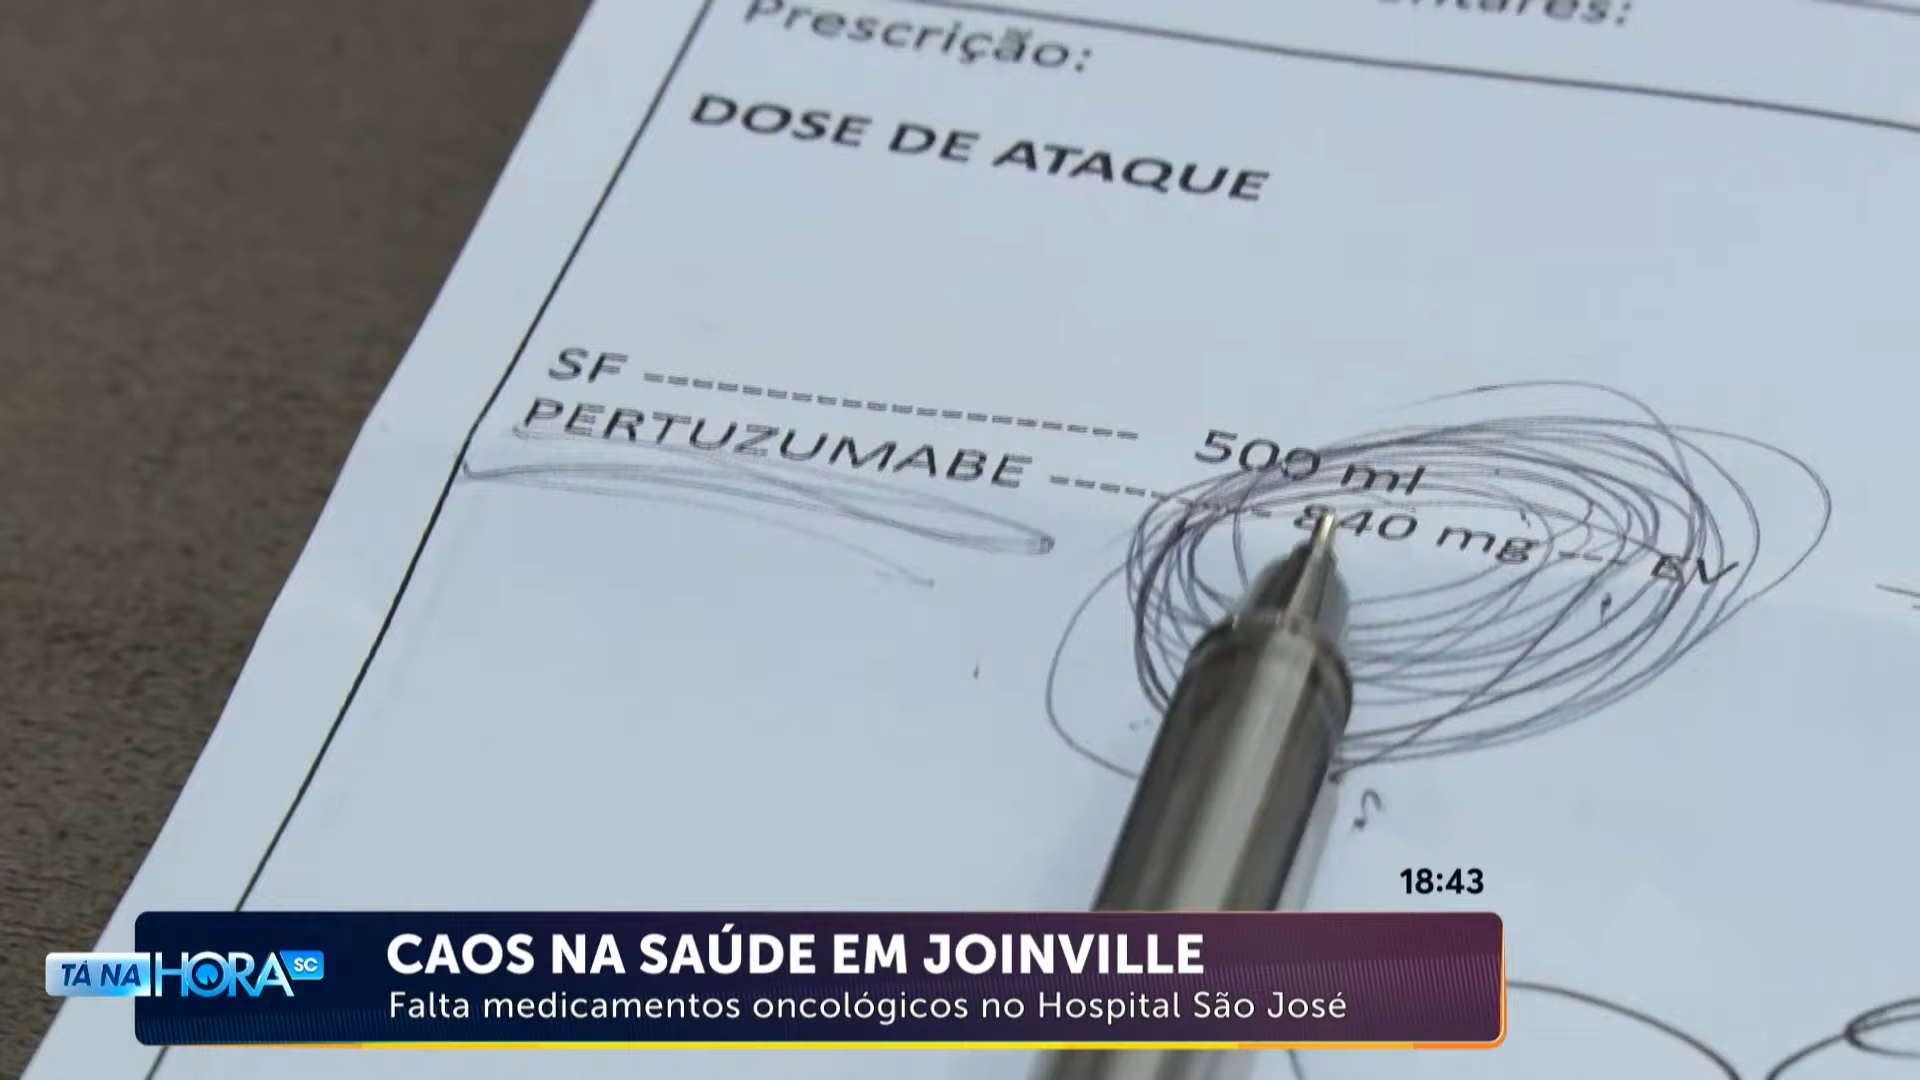 ntares:
Prescrição:
DOSE DE ATAQUE
SF -------------------- 500 ml
PERTUZUMABE ----------- 840 mg --- EV
18:43
TÁ NA HORA SC
CAOS NA SAÚDE EM JOINVILLE
Falta medicamentos oncológicos no Hospital São José